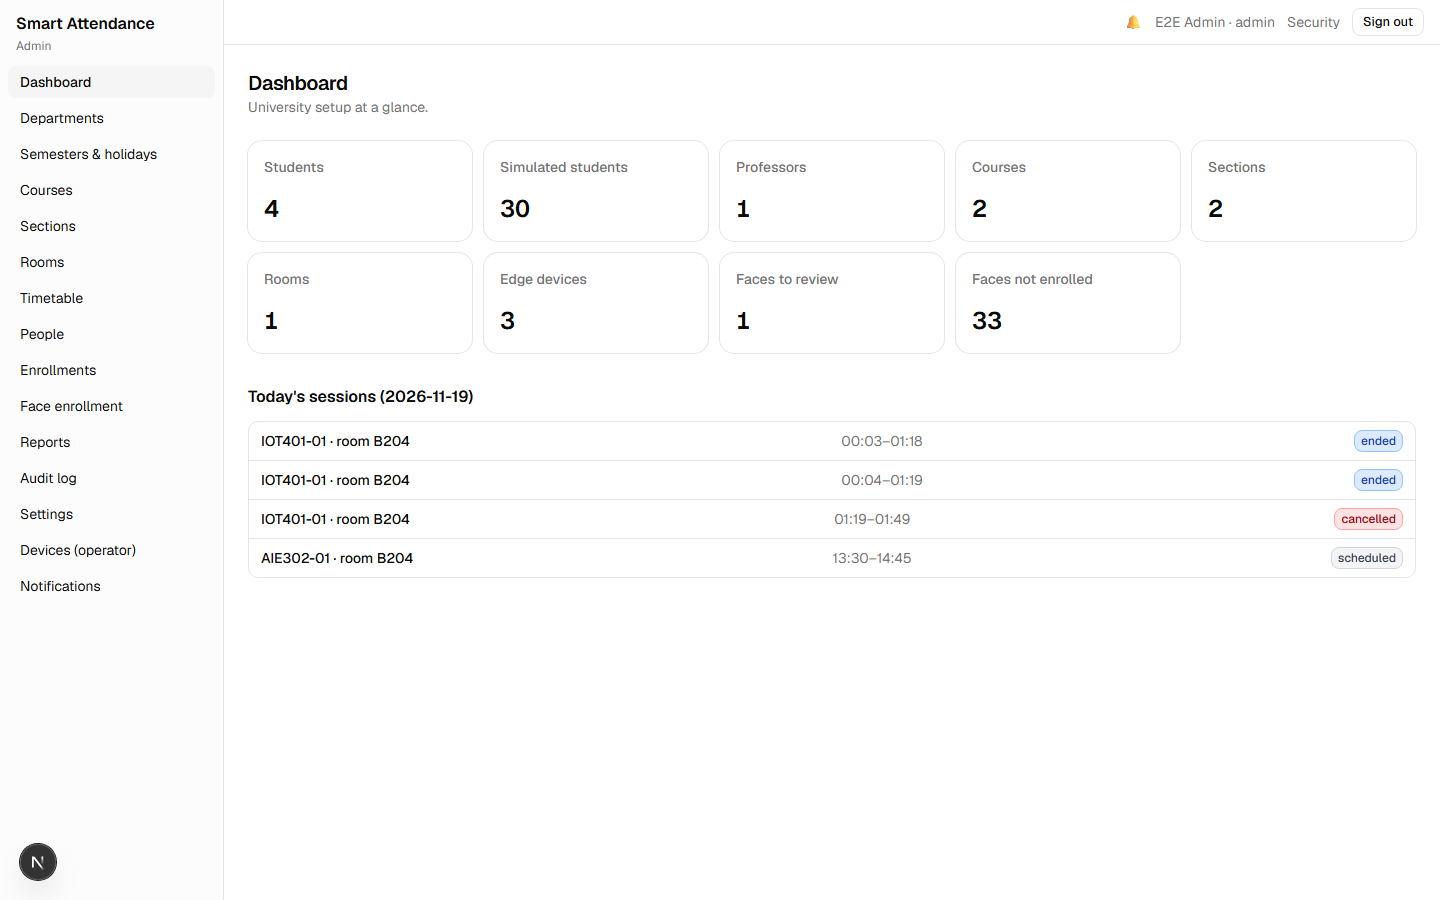 Smart Attendance
Admin
Dashboard
Departments
Semesters & holidays
Courses
Sections
Rooms
Timetable
People
Enrollments
Face enrollment
Reports
Audit log
Settings
Devices (operator)
Notifications
N
E2E Admin · admin Security Sign out
Dashboard
University setup at a glance.
Students Simulated students Professors Courses Sections
4 30 1 2 2
Rooms Edge devices Faces to review Faces not enrolled
1 3 1 33
Today's sessions (2026-11-19)
IOT401-01 · room B204 00:03–01:18 ended
IOT401-01 · room B204 00:04–01:19 ended
IOT401-01 · room B204 01:19–01:49 cancelled
AIE302-01 · room B204 13:30–14:45 scheduled